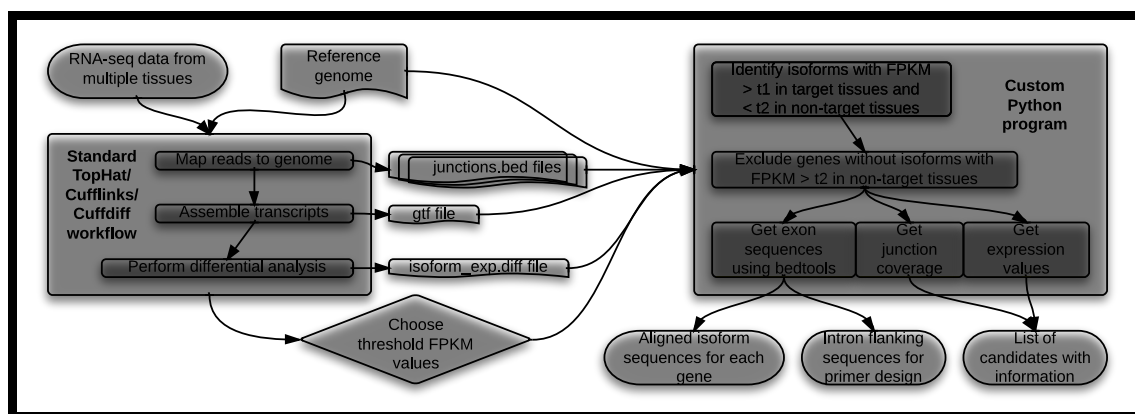 RNA-seq data from
multiple tissues
Reference
genome
Standard
TopHat/
Cufflinks/
Cuffdiff
workflow
Map reads to genome
Assemble transcripts
Perform differential analysis
junctions.bed files
gtf file
isoform_exp.diff file
Choose
threshold FPKM
values
Identify isoforms with FPKM
> t1 in target tissues and
< t2 in non-target tissues
Custom
Python
program
Exclude genes without isoforms with
FPKM > t2 in non-target tissues
Get exon
sequences
using bedtools
Get
junction
coverage
Get
expression
values
Aligned isoform
sequences for each
gene
Intron flanking
sequences for
primer design
List of
candidates with
information